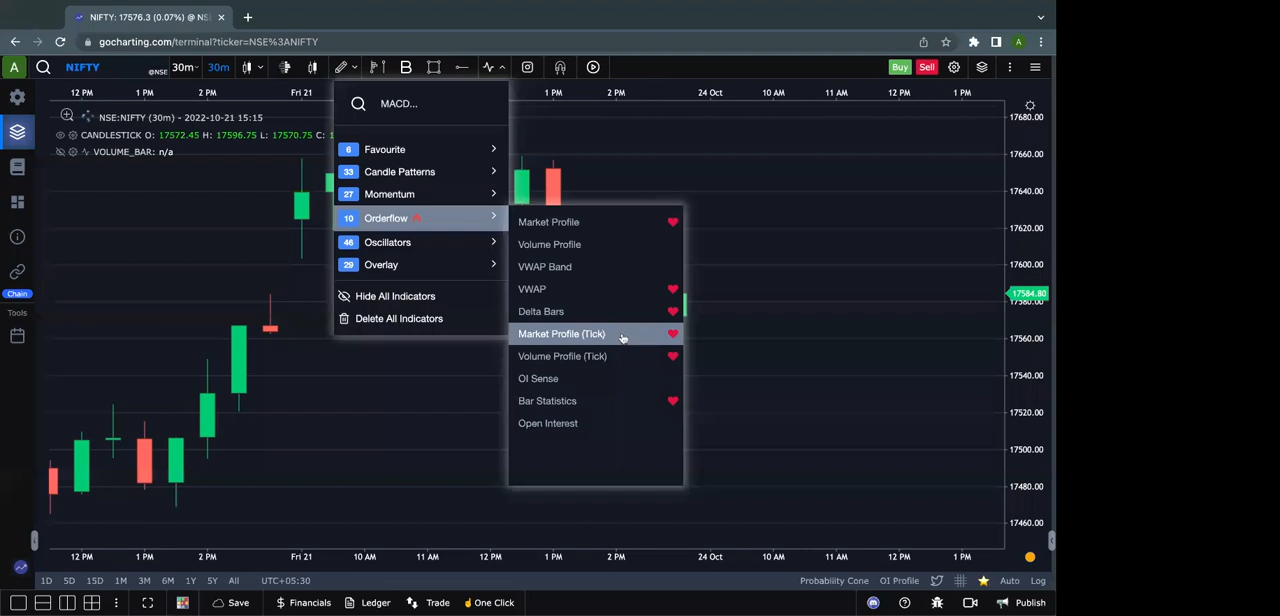 NIFTY: 17576.3 (0.07%) @ NS
gocharting.com/terminal?ticker=NSE%3ANIFTY
A
A NIFTY @NSE 30m 30m B Buy Sell
12 PM 1 PM 2 PM Fri 21 1 PM 2 PM 24 Oct 10 AM 11 AM 12 PM 1 PM
NSE:NIFTY (30m) - 2022-10-21 15:15
CANDLESTICK O: 17572.45 H: 17596.75 L: 17570.75 C: 1
VOLUME_BAR: n/a
MACD...
6 Favourite
33 Candle Patterns
27 Momentum
10 Orderflow
46 Oscillators
29 Overlay
Hide All Indicators
Delete All Indicators
Market Profile
Volume Profile
VWAP Band
VWAP
Delta Bars
Market Profile (Tick)
Volume Profile (Tick)
OI Sense
Bar Statistics
Open Interest
17680.00
17660.00
17640.00
17620.00
17600.00
17584.80
17580.00
17560.00
17540.00
17520.00
17500.00
17480.00
17460.00
Chain
Tools
12 PM 1 PM 2 PM Fri 21 10 AM 11 AM 12 PM 1 PM 2 PM 24 Oct 10 AM 11 AM 12 PM 1 PM
1D 5D 15D 1M 3M 6M 1Y 5Y All UTC+05:30 Probability Cone OI Profile Auto Log
Save Financials Ledger Trade One Click Publish